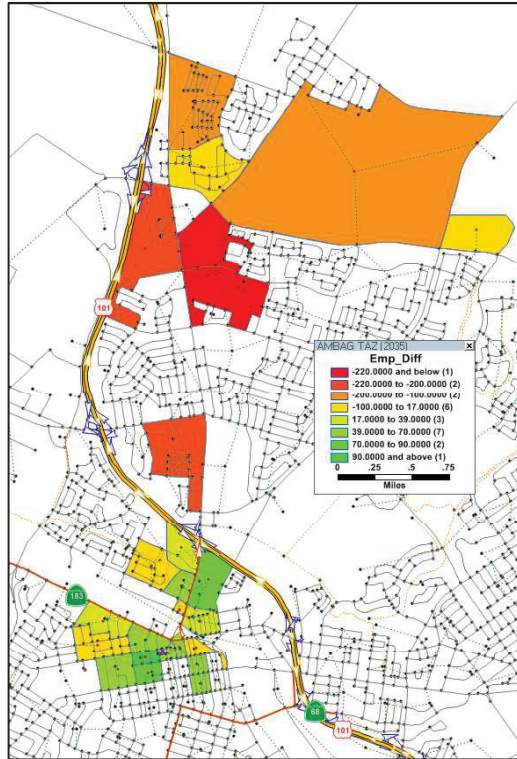 101
AMBAG TAZ (2035)
Emp_Diff
-220.0000 and below (1)
-220.0000 to -200.0000 (2)
-200.0000 to -100.0000 (2)
-100.0000 to 17.0000 (6)
17.0000 to 39.0000 (3)
39.0000 to 70.0000 (7)
70.0000 to 90.0000 (2)
90.0000 and above (1)
0 .25 .5 .75
Miles
183
68
101